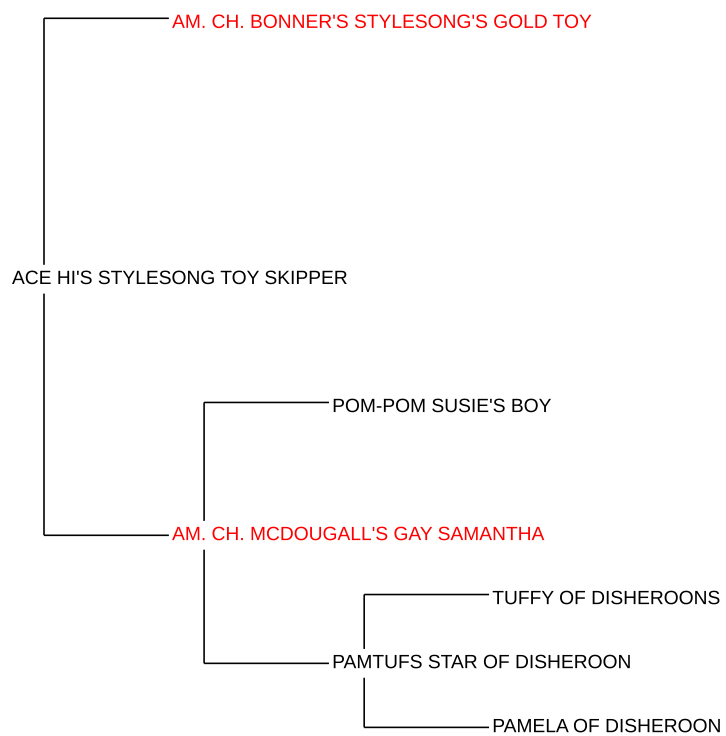 AM. CH. BONNER'S STYLESONG'S GOLD TOY
ACE HI'S STYLESONG TOY SKIPPER
POM-POM SUSIE'S BOY
AM. CH. MCDOUGALL'S GAY SAMANTHA
TUFFY OF DISHEROONS
PAMTUFS STAR OF DISHEROON
PAMELA OF DISHEROON